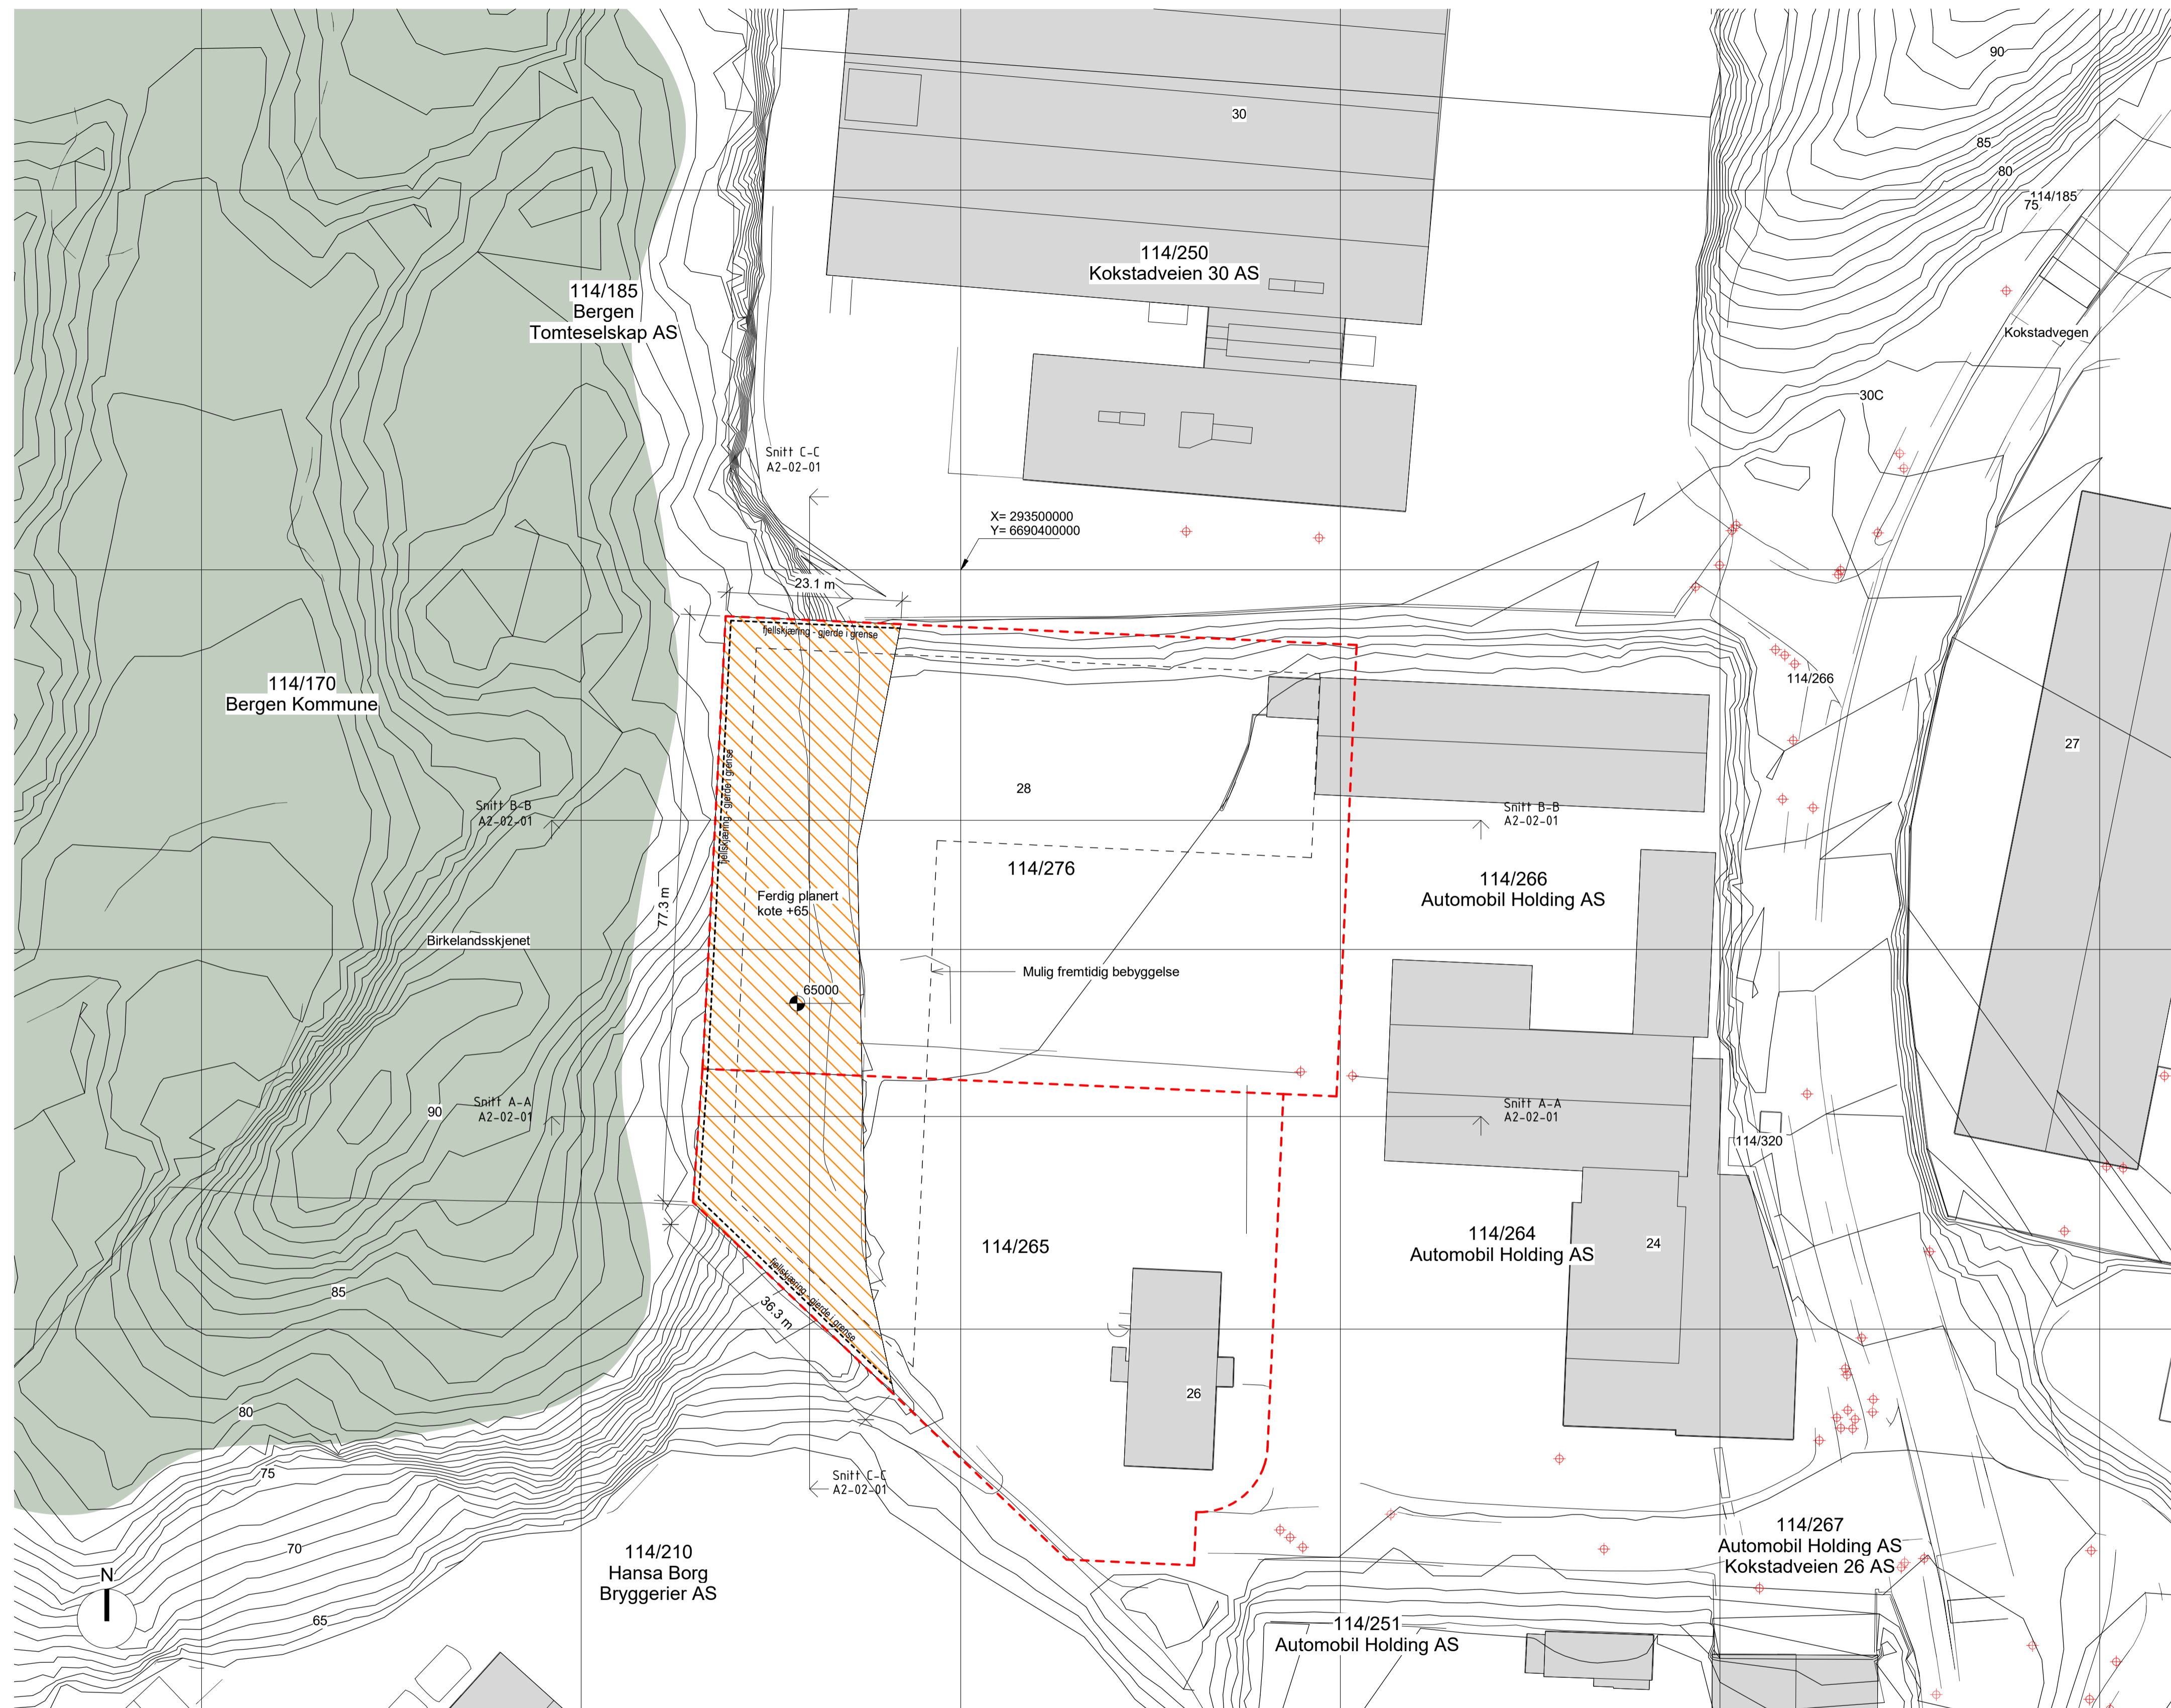 90
30
85
80
114/185
75
114/250
Kokstadveien 30 AS
114/185
Bergen
Tomteselskap AS
Kokstadvegen
30C
Snitt C-C
A2-02-01
X= 293500000
Y= 6690400000
23.1 m
fjellskjæring - gjerde i grense
114/266
114/170
Bergen Kommune
27
fjellskjæring - gjerde i grense
28
Snitt B-B
A2-02-01
Snitt B-B
A2-02-01
114/276
114/266
Automobil Holding AS
77.3 m
Ferdig planert
kote +65
Birkelandsskjenet
Mulig fremtidig bebyggelse
65000
90
Snitt A-A
A2-02-01
Snitt A-A
A2-02-01
114/320
114/265
114/264
Automobil Holding AS
24
85
fjellskjæring - gjerde i grense
36.3 m
26
80
75
Snitt C-C
A2-02-01
70
114/210
Hansa Borg
Bryggerier AS
114/267
Automobil Holding AS
Kokstadveien 26 AS
N
65
114/251
Automobil Holding AS